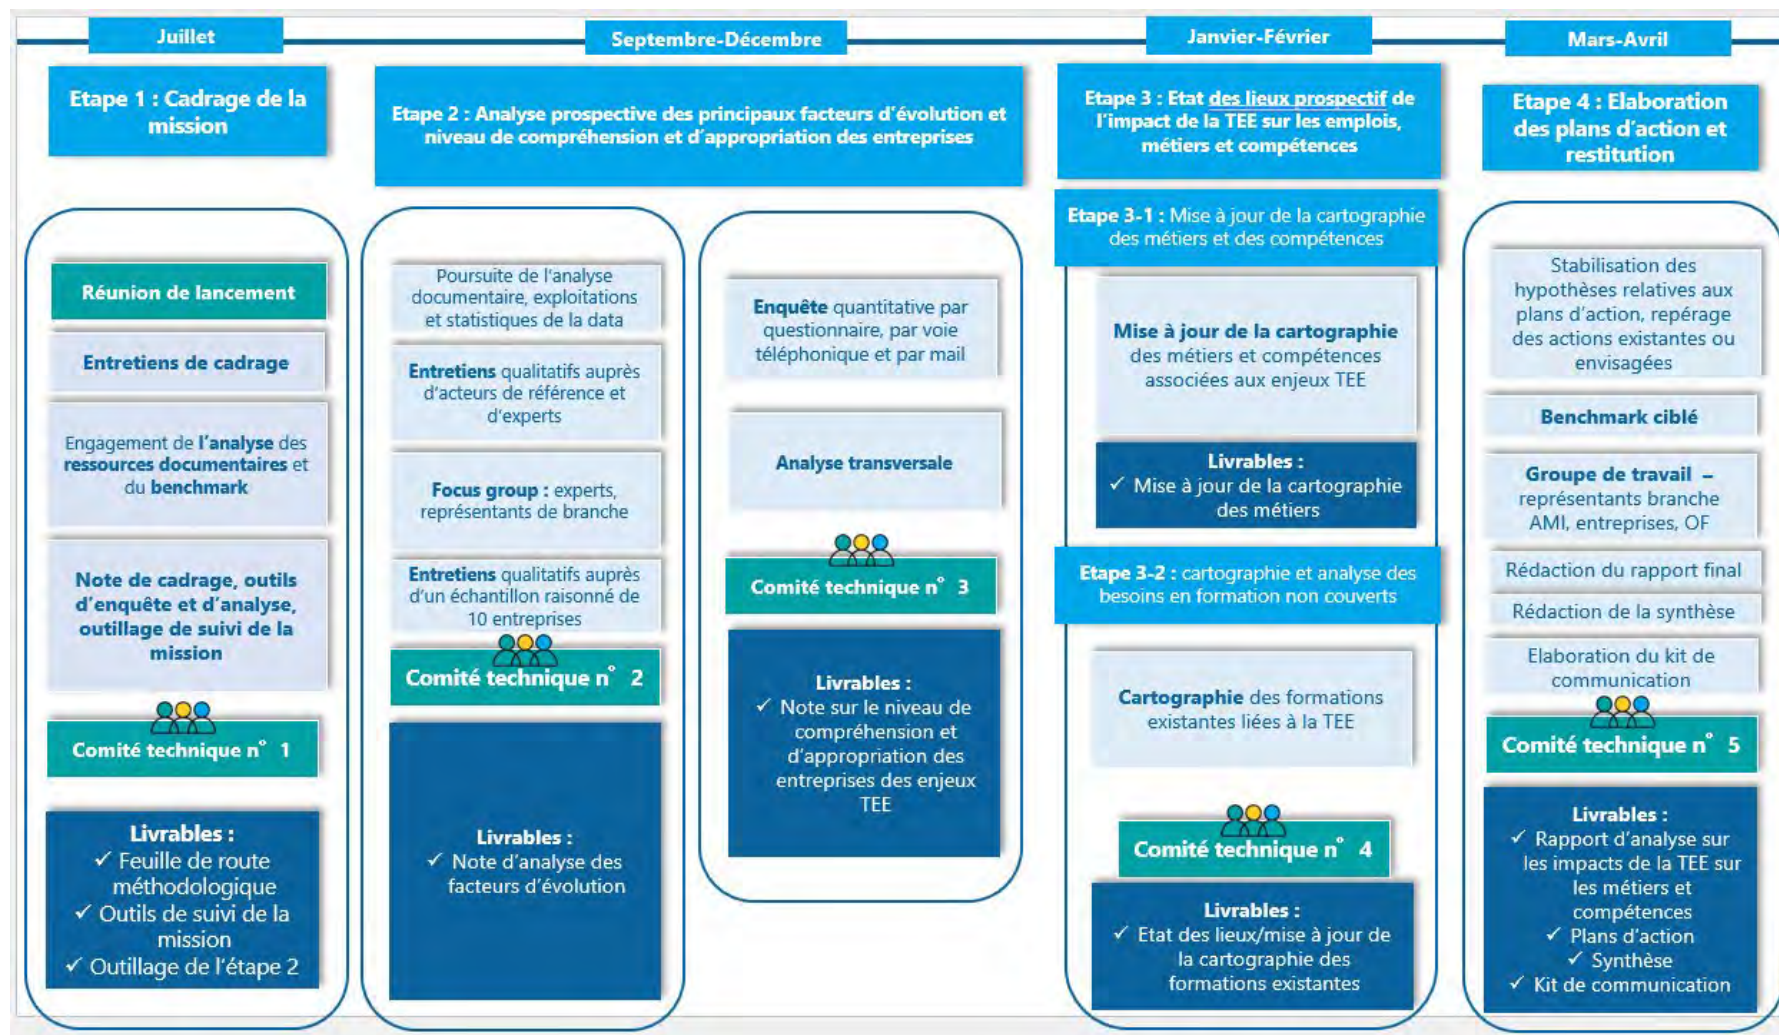 Juillet
Septembre-Décembre
Janvier-Février
Mars-Avril
Etape 1 : Cadrage de la
mission
Etape 2 : Analyse prospective des principaux facteurs d'évolution et
niveau de compréhension et d'appropriation des entreprises
Etape 3 : Etat des lieux prospectif de
l'impact de la TEE sur les emplois,
métiers et compétences
Etape 4 : Elaboration
des plans d'action et
restitution
Réunion de lancement
Entretiens de cadrage
Engagement de l'analyse des
ressources documentaires et
du benchmark
Note de cadrage, outils
d'enquête et d'analyse,
outillage de suivi de la
mission
Comité technique n° 1
Livrables :
✓ Feuille de route
méthodologique
✓ Outils de suivi de la
mission
✓ Outillage de l'étape 2
Poursuite de l'analyse
documentaire, exploitations
et statistiques de la data
Entretiens qualitatifs auprès
d'acteurs de référence et
d'experts
Focus group : experts,
représentants de branche
Entretiens qualitatifs auprès
d'un échantillon raisonné de
10 entreprises
Comité technique n° 2
Livrables :
✓ Note d'analyse des
facteurs d'évolution
Enquête quantitative par
questionnaire, par voie
téléphonique et par mail
Analyse transversale
Comité technique n° 3
Livrables :
✓ Note sur le niveau de
compréhension et
d'appropriation des
entreprises des enjeux
TEE
Etape 3-1 : Mise à jour de la cartographie
des métiers et des compétences
Mise à jour de la cartographie
des métiers et compétences
associées aux enjeux TEE
Livrables :
✓ Mise à jour de la cartographie
des métiers
Etape 3-2 : cartographie et analyse des
besoins en formation non couverts
Cartographie des formations
existantes liées à la TEE
Comité technique n° 4
Livrables :
✓ Etat des lieux/mise à jour de
la cartographie des
formations existantes
Stabilisation des
hypothèses relatives aux
plans d'action, repérage
des actions existantes ou
envisagées
Benchmark ciblé
Groupe de travail –
représentants branche
AMI, entreprises, OF
Rédaction du rapport final
Rédaction de la synthèse
Elaboration du kit de
communication
Comité technique n° 5
Livrables :
✓ Rapport d'analyse sur
les impacts de la TEE sur
les métiers et
compétences
✓ Plans d'action
✓ Synthèse
✓ Kit de communication